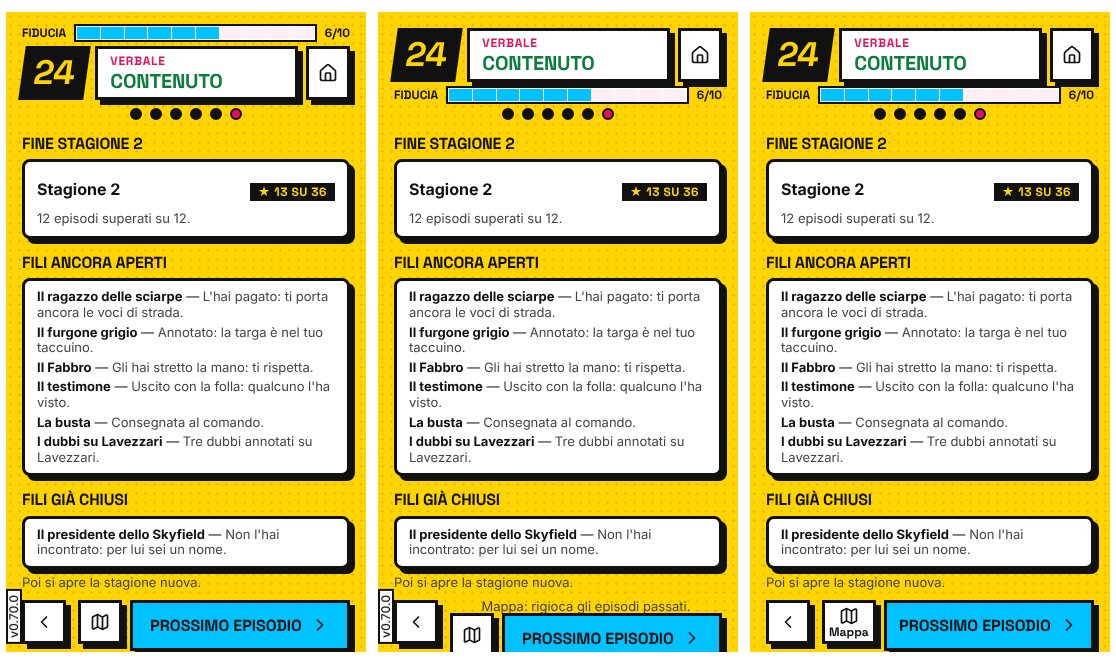 FIDUCIA 6/10
24
VERBALE
CONTENUTO
FINE STAGIONE 2
Stagione 2
★ 13 SU 36
12 episodi superati su 12.
FILI ANCORA APERTI
Il ragazzo delle sciarpe — L'hai pagato: ti porta
ancora le voci di strada.
Il furgone grigio — Annotato: la targa è nel tuo
taccuino.
Il Fabbro — Gli hai stretto la mano: ti rispetta.
Il testimone — Uscito con la folla: qualcuno l'ha
visto.
La busta — Consegnata al comando.
I dubbi su Lavezzari — Tre dubbi annotati su
Lavezzari.
FILI GIÀ CHIUSI
Il presidente dello Skyfield — Non l'hai
incontrato: per lui sei un nome.
Poi si apre la stagione nuova.
v0.70.0
PROSSIMO EPISODIO
24
VERBALE
CONTENUTO
FIDUCIA 6/10
FINE STAGIONE 2
Stagione 2
★ 13 SU 36
12 episodi superati su 12.
FILI ANCORA APERTI
Il ragazzo delle sciarpe — L'hai pagato: ti porta
ancora le voci di strada.
Il furgone grigio — Annotato: la targa è nel tuo
taccuino.
Il Fabbro — Gli hai stretto la mano: ti rispetta.
Il testimone — Uscito con la folla: qualcuno l'ha
visto.
La busta — Consegnata al comando.
I dubbi su Lavezzari — Tre dubbi annotati su
Lavezzari.
FILI GIÀ CHIUSI
Il presidente dello Skyfield — Non l'hai
incontrato: per lui sei un nome.
Poi si apre la stagione nuova.
v0.70.0
Mappa: rigioca gli episodi passati.
PROSSIMO EPISODIO
24
VERBALE
CONTENUTO
FIDUCIA 6/10
FINE STAGIONE 2
Stagione 2
★ 13 SU 36
12 episodi superati su 12.
FILI ANCORA APERTI
Il ragazzo delle sciarpe — L'hai pagato: ti porta
ancora le voci di strada.
Il furgone grigio — Annotato: la targa è nel tuo
taccuino.
Il Fabbro — Gli hai stretto la mano: ti rispetta.
Il testimone — Uscito con la folla: qualcuno l'ha
visto.
La busta — Consegnata al comando.
I dubbi su Lavezzari — Tre dubbi annotati su
Lavezzari.
FILI GIÀ CHIUSI
Il presidente dello Skyfield — Non l'hai
incontrato: per lui sei un nome.
Poi si apre la stagione nuova.
Mappa
PROSSIMO EPISODIO